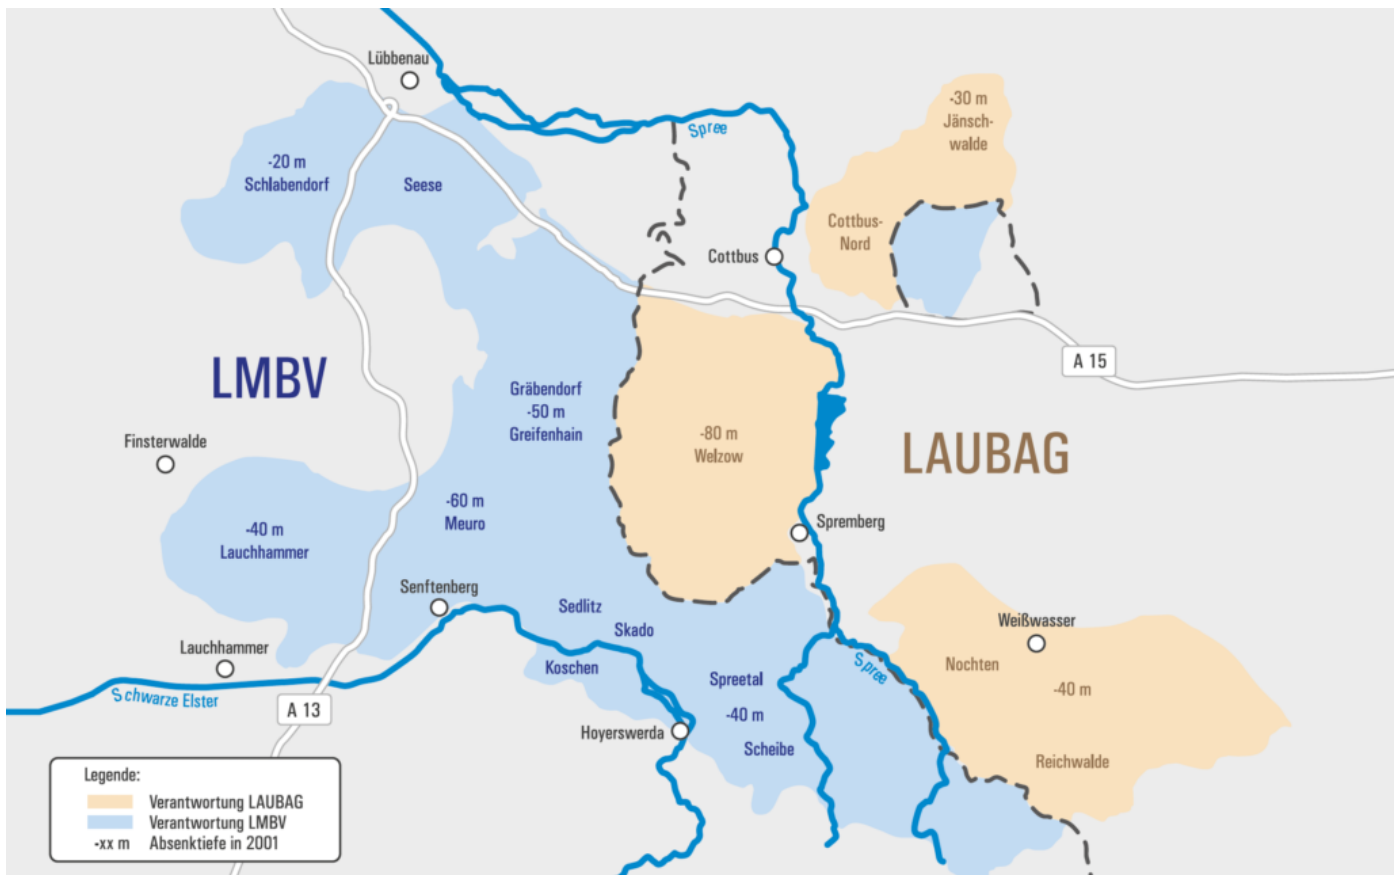 Lübbenau
-30 m
Jänsch-
walde
Spree
-20 m
Schlabendorf
Seese
Cottbus-
Nord
Cottbus
A 15
LMBV
Gräbendorf
-50 m
Greifenhain
Finsterwalde
-80 m
Welzow
LAUBAG
-60 m
Meuro
-40 m
Lauchhammer
Spremberg
Senftenberg
Sedlitz
Skado
Weißwasser
Lauchhammer
Koschen
Spree
Nochten
Schwarze Elster
Spreetal
-40 m
A 13
-40 m
Hoyerswerda
Scheibe
Reichwalde
Legende:
Verantwortung LAUBAG
Verantwortung LMBV
-xx m Absenktiefe in 2001